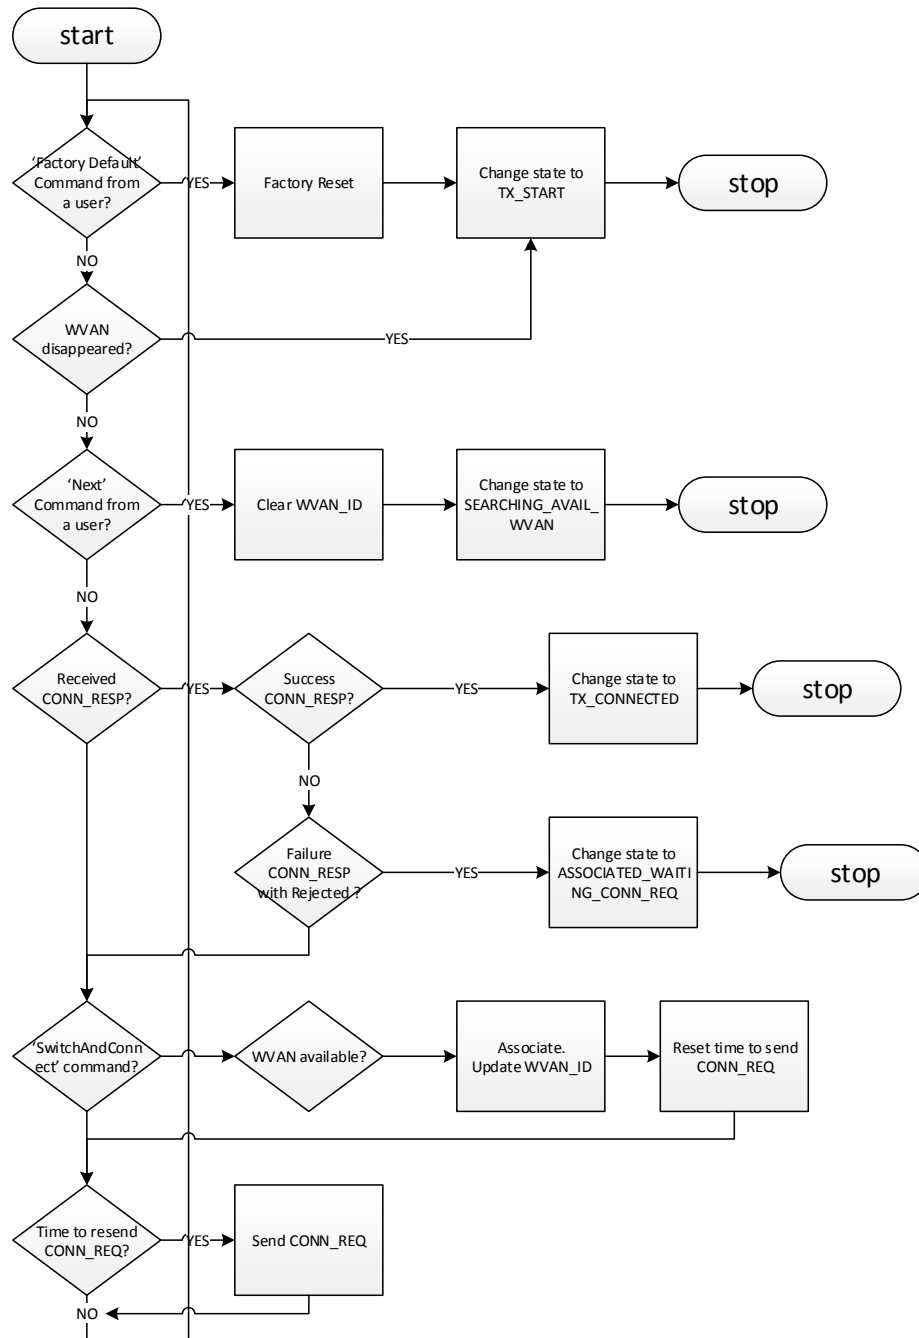 start
‘Factory Default’
Command from
a user?
YES
Factory Reset
Change state to
TX_START
stop
NO
WVAN
disappeared?
YES
NO
‘Next’
Command from
a user?
YES
Clear WVAN_ID
Change state to
SEARCHING_AVAIL_
WVAN
stop
NO
Received
CONN_RESP?
YES
Success
CONN_RESP?
YES
Change state to
TX_CONNECTED
stop
NO
Failure
CONN_RESP
with Rejected ?
YES
Change state to
ASSOCIATED_WAITI
NG_CONN_REQ
stop
‘SwitchAndConn
ect’ command?
WVAN available?
Associate.
Update WVAN_ID
Reset time to send
CONN_REQ
Time to resend
CONN_REQ?
YES
Send CONN_REQ
NO